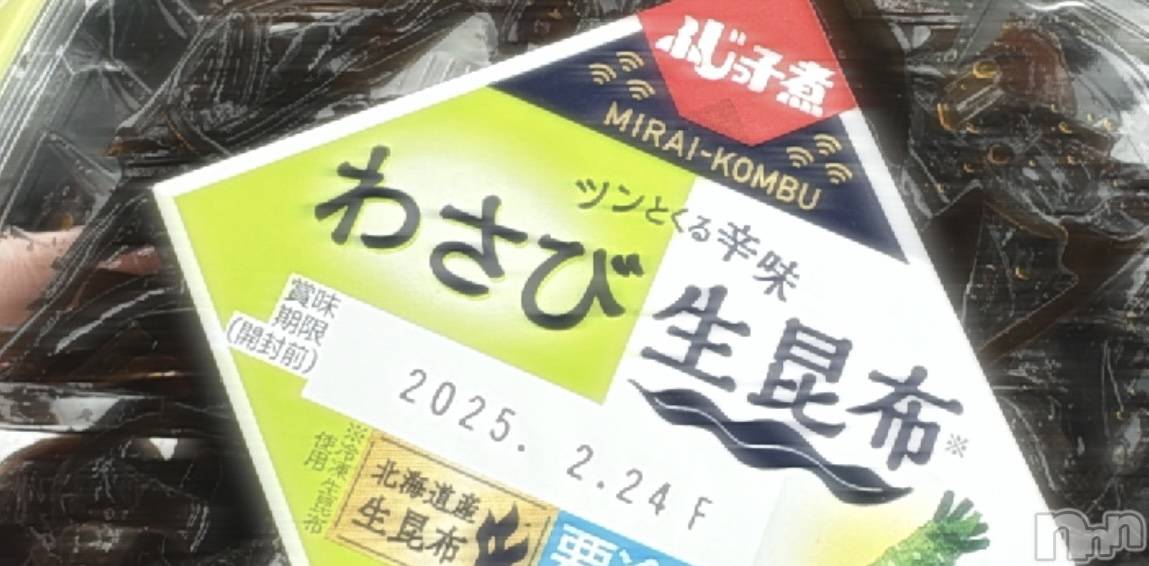 ふじっ子煮
MIRAI-KOMBU
ツンとくる辛味
わさび
生昆布※
賞味
期限
(開封前)
2025. 2.24 F
※冷凍生昆布
使用
北海道産
生昆布
要冷